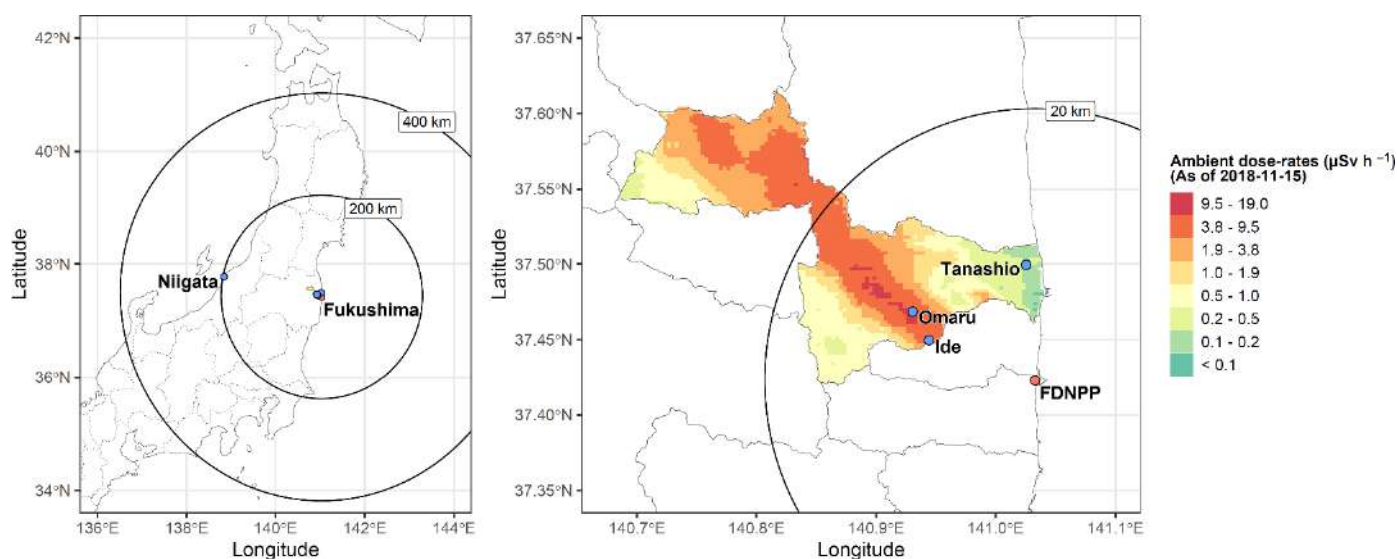 42°N
40°N
38°N
36°N
34°N
Latitude
136°E
138°E
140°E
142°E
144°E
Longitude
400 km
200 km
Niigata
Fukushima
37.65°N
37.60°N
37.55°N
37.50°N
37.45°N
37.40°N
37.35°N
Latitude
140.7°E
140.8°E
140.9°E
141.0°E
141.1°E
Longitude
20 km
Tanashio
Omaru
Ide
FDNPP
Ambient dose-rates (μSv h ⁻¹)
(As of 2018-11-15)
9.5 - 19.0
3.8 - 9.5
1.9 - 3.8
1.0 - 1.9
0.5 - 1.0
0.2 - 0.5
0.1 - 0.2
< 0.1